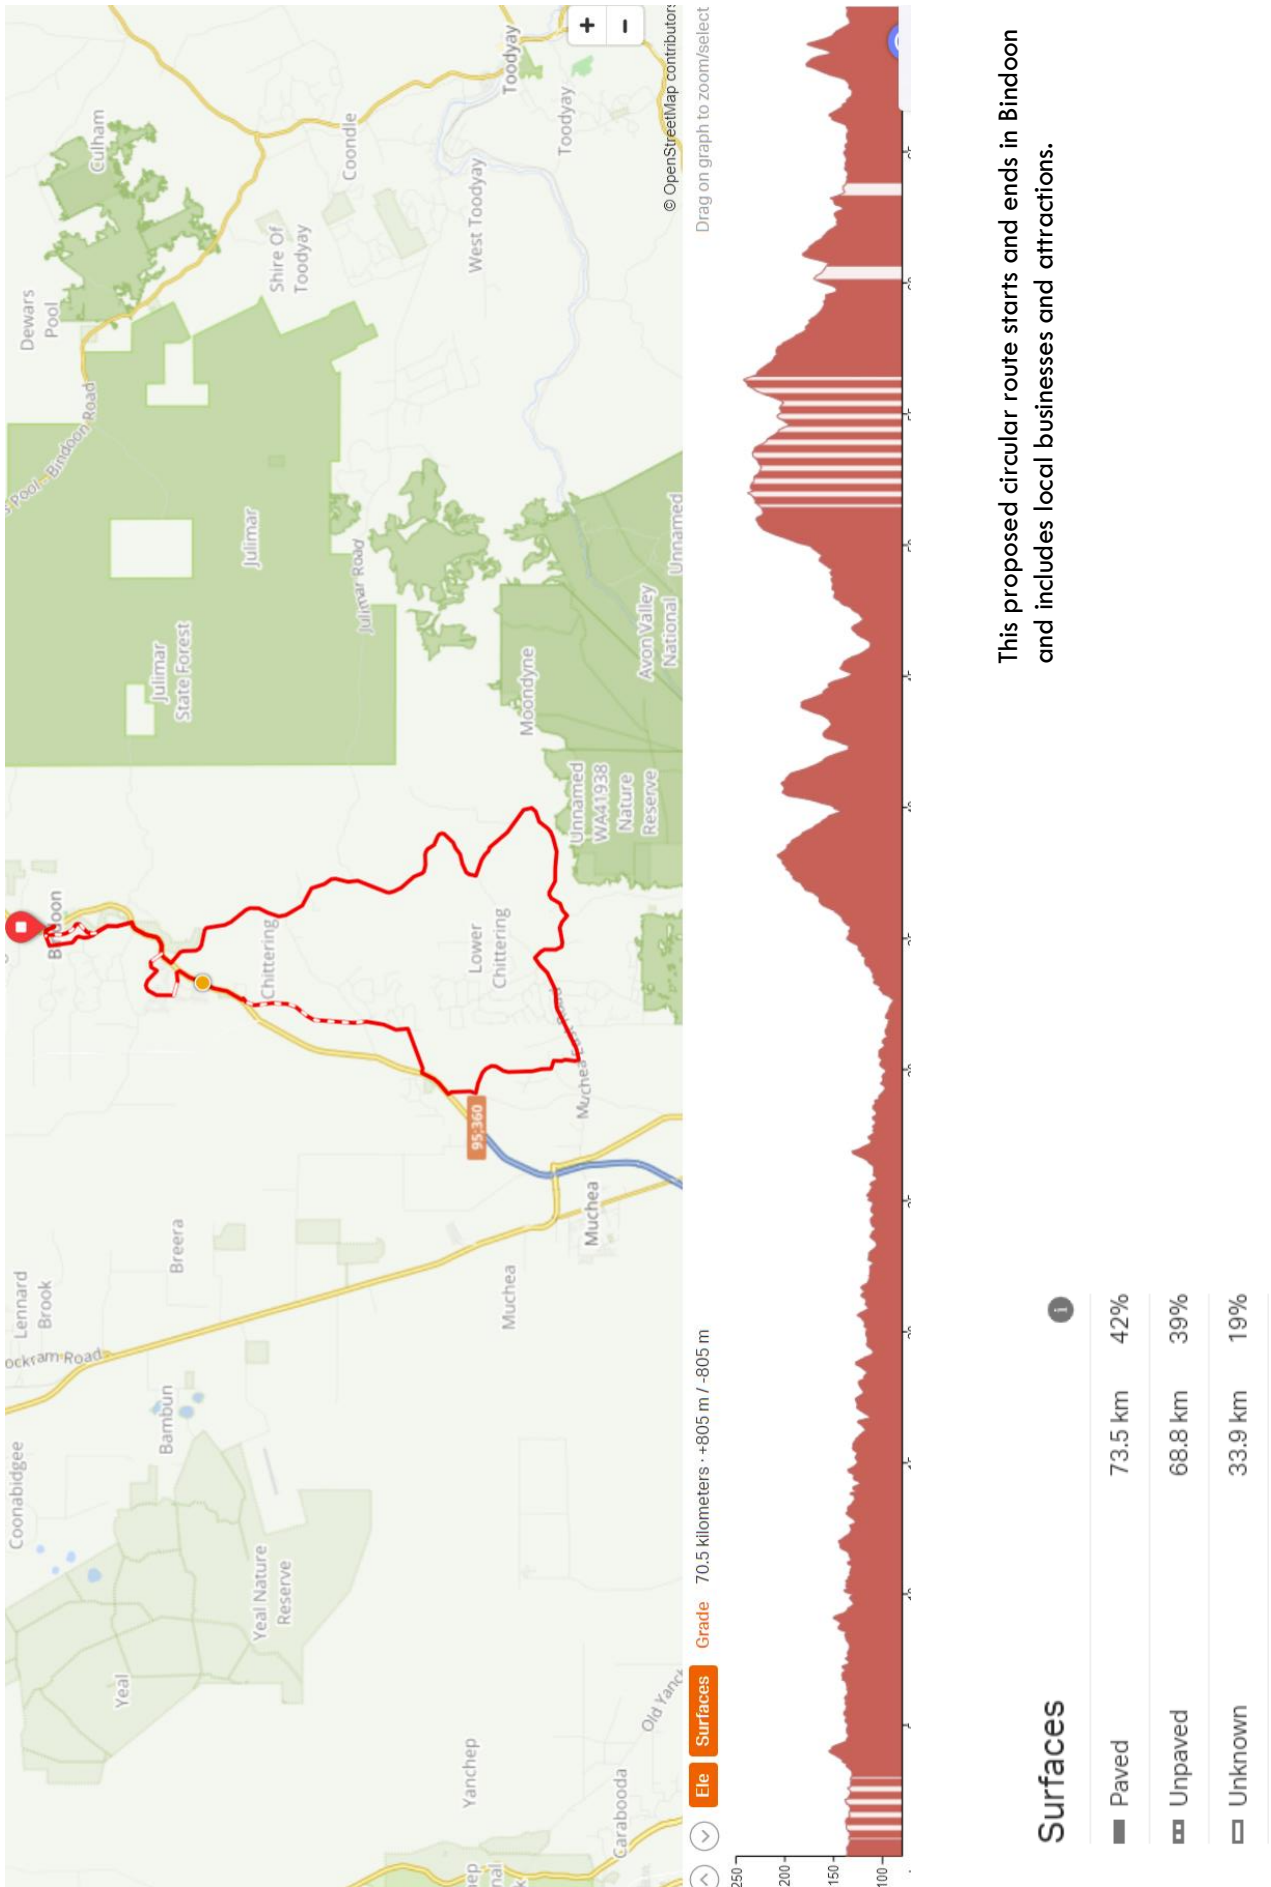 Toodyay
Toodyay
Culham
Coondle
West Toodyay
Shire Of
Toodyay
Dewars
Pool
Pool - Bindoon Road
Julimar
Julimar Road
Julimar
State Forest
Moondyne
Avon Valley
National
Unnamed
Unnamed
WA41938
Nature
Reserve
Chittering
Lower
Chittering
95;360
Muchea
Muchea
Breera
Lennard
Brook
Bambun
Coonabidgee
Yeal Nature
Reserve
Yeal
Yanchep
Carabooda
+
−
© OpenStreetMap contributors
Ele
Surfaces
Grade
70.5 kilometers · +805 m / -805 m
Drag on graph to zoom/select
250
200
150
100
This proposed circular route starts and ends in Bindoon
and includes local businesses and attractions.
Surfaces
i
Paved 73.5 km 42%
Unpaved 68.8 km 39%
Unknown 33.9 km 19%